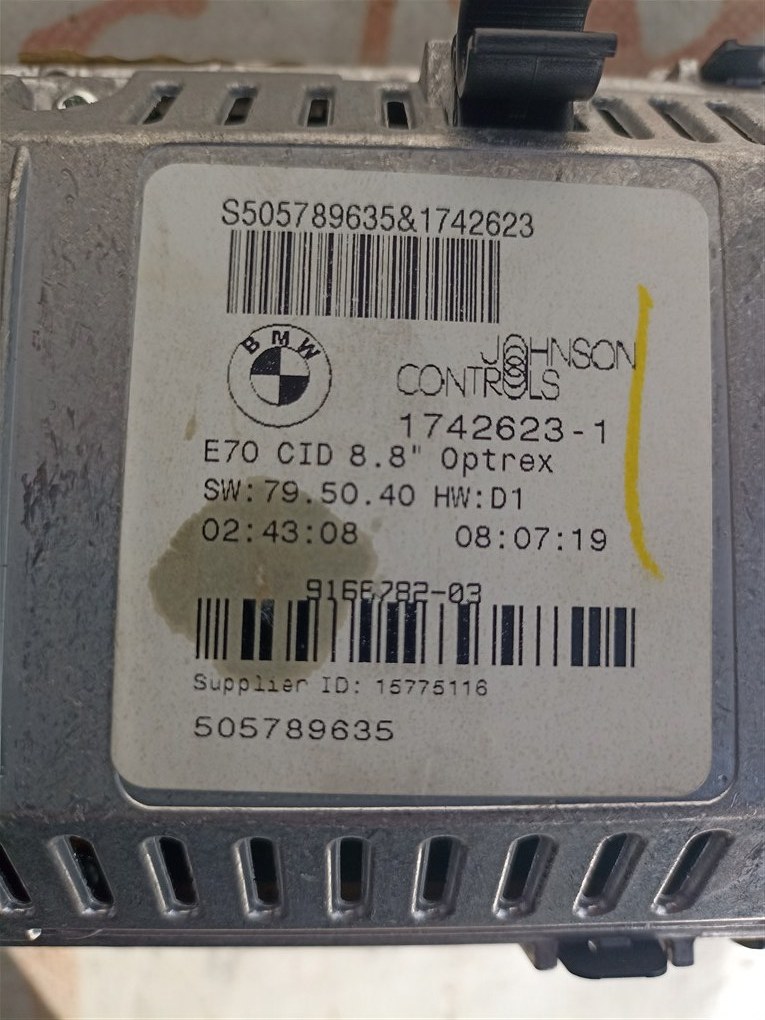 S505789635&1742623
BMW
JOHNSON
CONTROLS
1742623-1
E70 CID 8.8" Optrex
SW:79.50.40 HW:D1
02:43:08 08:07:19
9166782-03
Supplier ID: 15775116
505789635